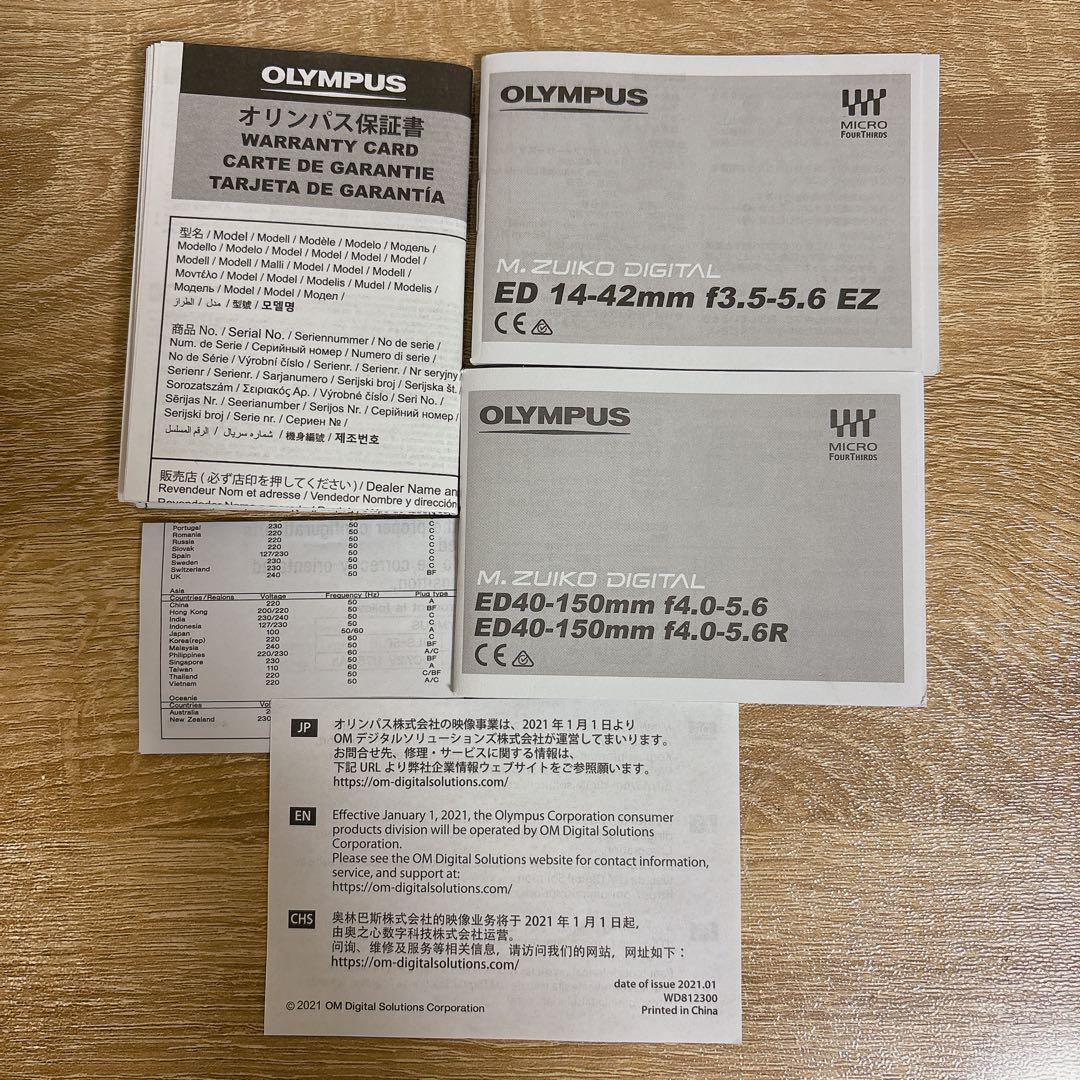 OLYMPUS
オリンパス保証書
WARRANTY CARD
CARTE DE GARANTIE
TARJETA DE GARANTÍA
型名 / Model / Modell / Modèle / Modelo / Модель /
Modello / Modelo / Model / Model / Model / Model /
Modell / Modell / Malli / Model / Model / Modell /
Μοντέλο / Model / Model / Modelis / Mudel / Modelis /
Модель / Model / Model / Модел /
الطراز / مدل / 型號 / 모델명
商品 No. / Serial No. / Seriennummer / No de serie /
Num. de Serie / Серийный номер / Numero di serie /
No de Série / Výrobní číslo / Serienr. / Serienr. / Nr seryjny
Serienr / Serienr. / Sarjanumero / Serijski broj / Serijska št.
Sorozatszám / Σειριακός Αρ. / Výrobné číslo / Seri No. /
Sērijas Nr. / Seerianumber / Serijos Nr. / Серійний номер /
Serijski broj / Serie nr. / Сериен № /
الرقم المسلسل / شماره سریال / 機身編號 / 제조번호
販売店 ( 必ず店印を押してください ) / Dealer Name an
Revendeur Nom et adresse / Vendedor Nombre y dirección
OLYMPUS
MICRO
FOURTHIRDS
M. ZUIKO DIGITAL
ED 14-42mm f3.5-5.6 EZ
CE
OLYMPUS
MICRO
FOURTHIRDS
M. ZUIKO DIGITAL
ED40-150mm f4.0-5.6
ED40-150mm f4.0-5.6R
CE
Portugal 230 50 C
Romania 220 50 C
Russia 220 50 C
Slovak 220 50 C
Spain 127/230 50 C
Sweden 230 50 C
Switzerland 230 50 C
UK 240 50 BF
Asia
Countries/Regions Voltage Frequency (Hz) Plug type
China 220 50 A
Hong Kong 200/220 50 BF
India 230/240 50 C
Indonesia 127/230 50 C
Japan 100 50/60 A
Korea(rep) 220 60 C
Malaysia 240 50 BF
Philippines 220/230 60 A/C
Singapore 230 50 BF
Taiwan 110 60 A
Thailand 220 50 C/BF
Vietnam 220 50 A/C
Oceania
Countries Vol
Australia
New Zealand 230
JP
オリンパス株式会社の映像事業は、2021 年 1 月 1 日より
OM デジタルソリューションズ株式会社が運営してまいります。
お問合せ先、修理・サービスに関する情報は、
下記 URL より弊社企業情報ウェブサイトをご参照願います。
https://om-digitalsolutions.com/
EN
Effective January 1, 2021, the Olympus Corporation consumer
products division will be operated by OM Digital Solutions
Corporation.
Please see the OM Digital Solutions website for contact information,
service, and support at:
https://om-digitalsolutions.com/
CHS
奥林巴斯株式会社的映像业务将于 2021 年 1 月 1 日起,
由奥之心数字科技株式会社运营。
问询、维修及服务等相关信息，请访问我们的网站，网址如下：
https://om-digitalsolutions.com/
date of issue 2021.01
WD812300
Printed in China
© 2021 OM Digital Solutions Corporation